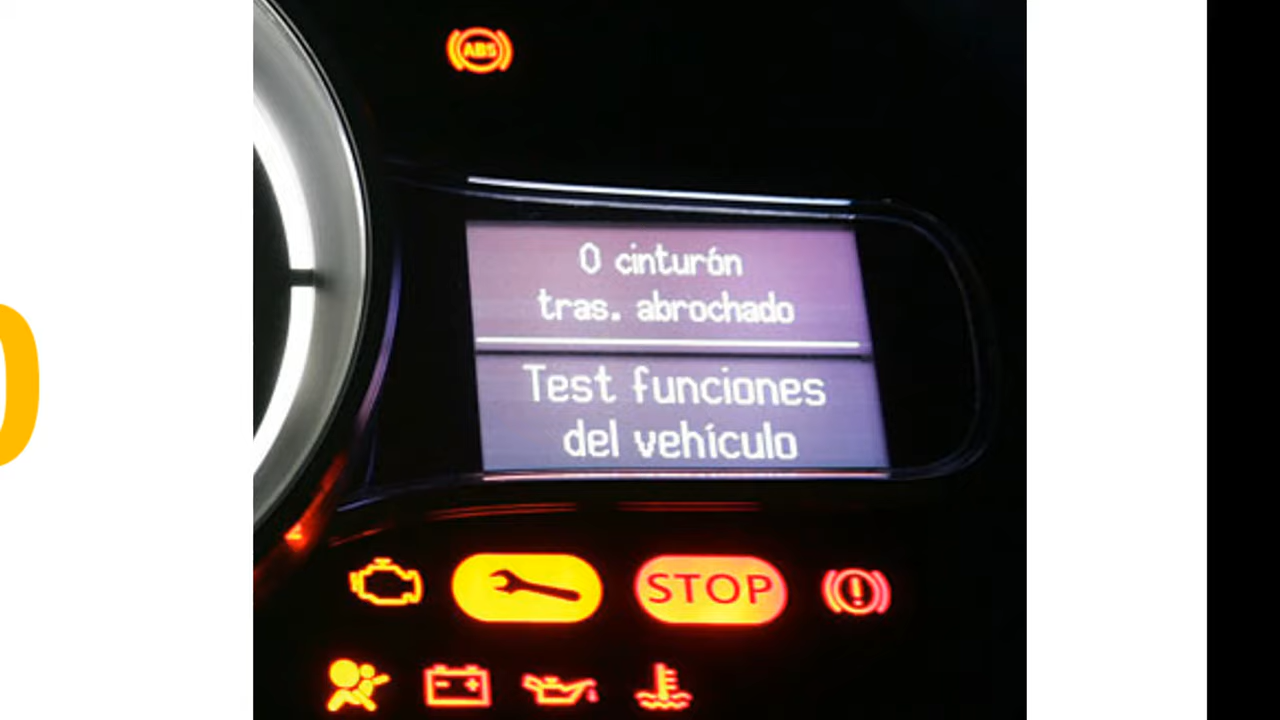 ABS
0 cinturón
tras. abrochado
Test funciones
del vehículo
STOP